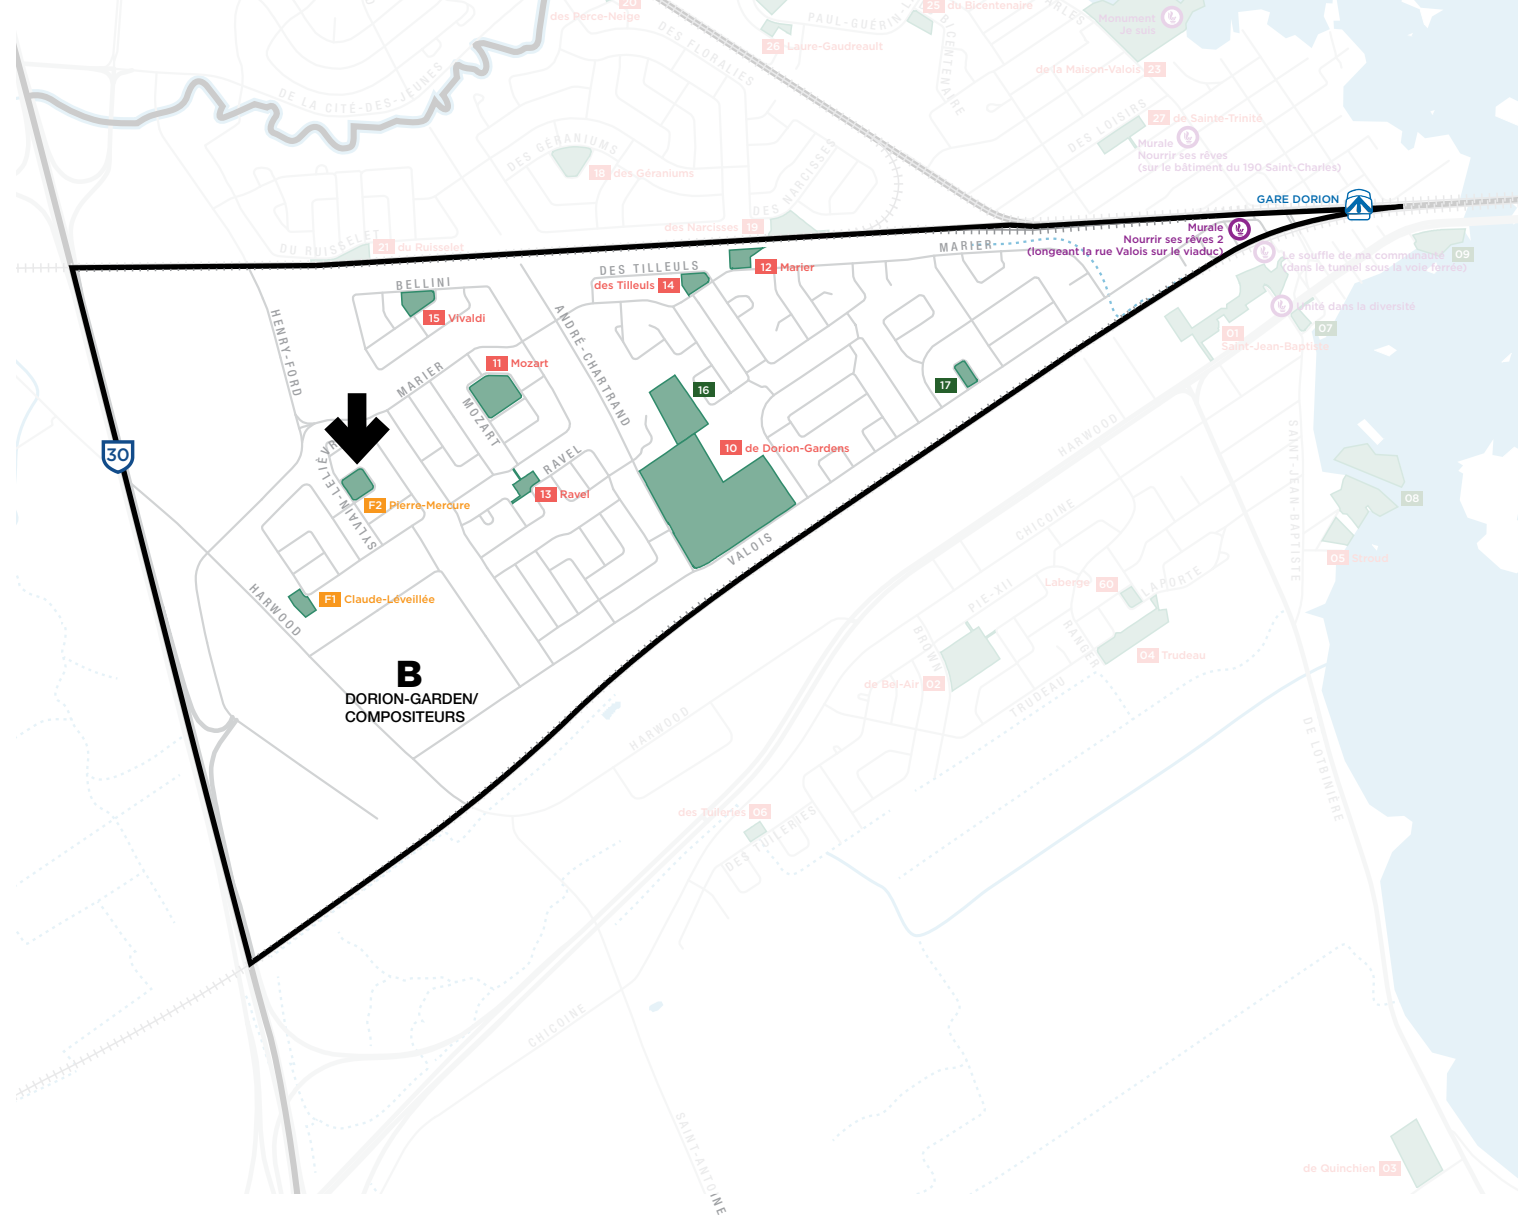 20
des Perce-Neige
25 du Bicentenaire
PAUL-GUÉRIN-L
BICENTENAIRE
Monument
Je suis
26 Laure-Gaudreault
DES FLORALIES
de la Maison-Valois 23
DE LA CITÉ-DES-JEUNES
DES LOISIRS
27 de Sainte-Trinité
Murale
Nourrir ses rêves
(sur le bâtiment du 190 Saint-Charles)
DES GÉRANIUMS
18 des Géraniums
DES NARCISSES
des Narcisses 19
DU RUISSELET
21 du Ruisselet
GARE DORION
Murale
Nourrir ses rêves 2
(longeant la rue Valois sur le viaduc)
Le souffle de ma communauté
(dans le tunnel sous la voie ferrée)
09
MARIER
DES TILLEULS
12 Marier
des Tilleuls 14
BELLINI
15 Vivaldi
Unité dans la diversité
01
Saint-Jean-Baptiste
07
HENRY-FORD
ANDRÉ-CHARTRAND
11 Mozart
MARIER
MOZART
16
17
10 de Dorion-Gardens
HARWOOD
30
SYLVAIN-LELIÈVR
RAVEL
F2 Pierre-Mercure
13 Ravel
VALOIS
CHICOINE
SAINT-JEAN-BAPTISTE
08
05
HARWOOD
F1 Claude-Léveillée
PIE-XII
Laberge 60
LAPORTE
BROWN
RANGER
04 Trudeau
de Bel-Air 02
TRUDEAU
B
DORION-GARDEN/
COMPOSITEURS
HARWOOD
DE LOTBINIÈRE
des Tuileries 06
DES TUILERIES
CHICOINE
SAINT-ANTOINE
de Quinchien 03